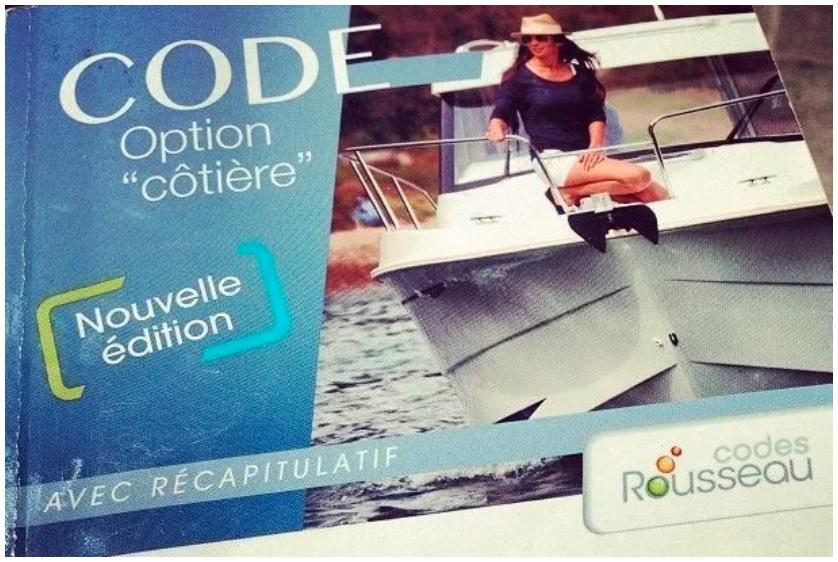 CODE
Option
“côtière”
Nouvelle
édition
AVEC RÉCAPITULATIF
codes
Rousseau